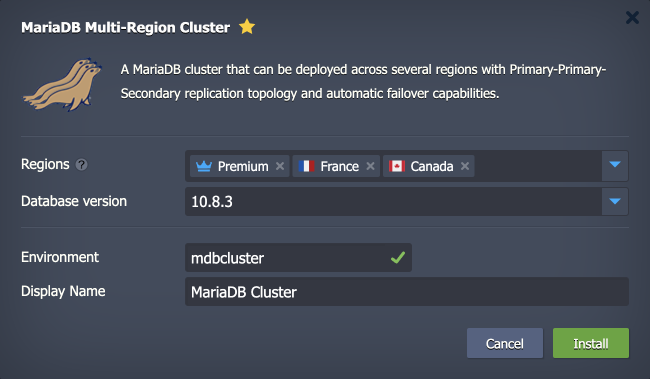 MariaDB Multi-Region Cluster
A MariaDB cluster that can be deployed across several regions with Primary-Primary-
Secondary replication topology and automatic failover capabilities.
Regions ? Premium × France × Canada ×
Database version 10.8.3
Environment mdbcluster
Display Name MariaDB Cluster
Cancel Install